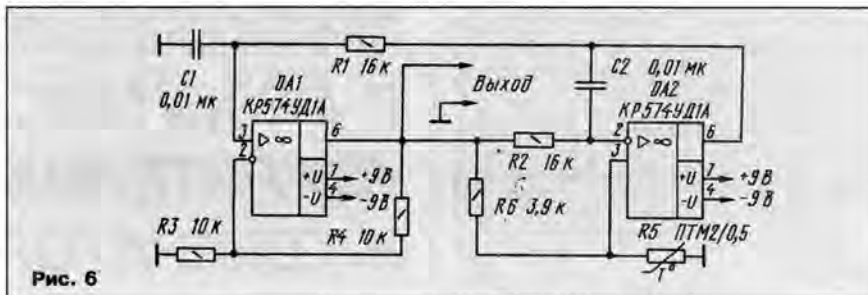 C1
0,01 мк
R1 16 к
DA1
КР574УД1А
3
2
▷ ∞
6
7
4
+U
-U
+9 В
-9 В
R3 10 к
R4 10 к
Выход
C2 0,01 мк
DA2
КР574УД1А
2
3
▷ ∞
6
7
4
+U
-U
+9 В
-9 В
R2 16 к
R6 3,9 к
R5 ПТМ2/0,5
T°
Рис. 6